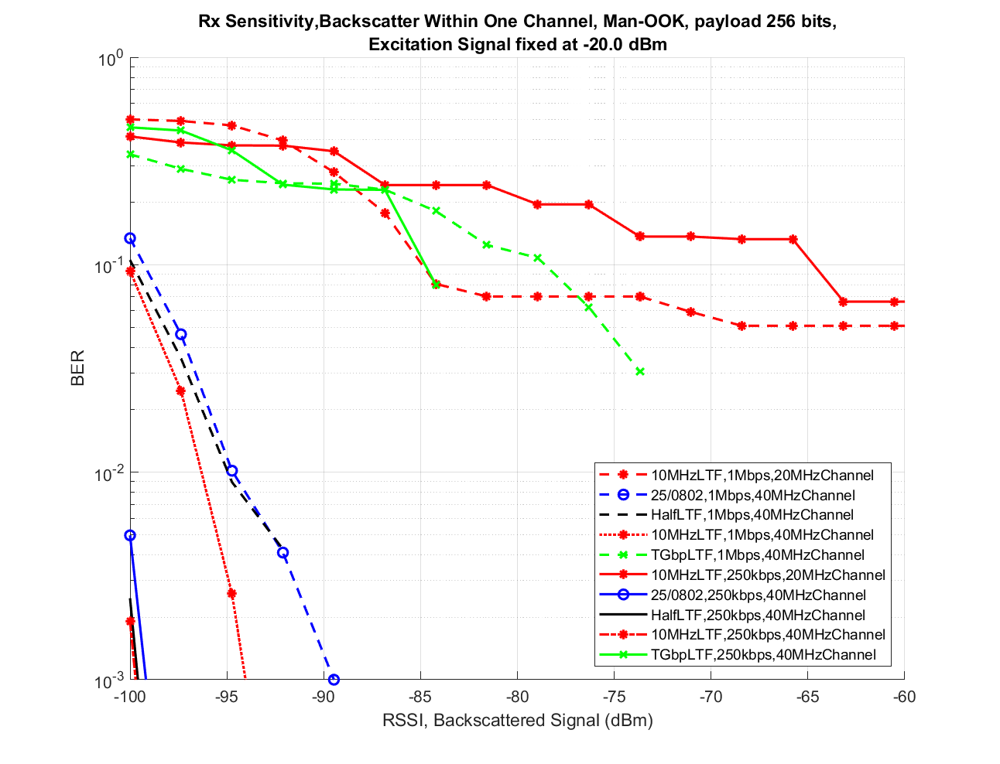 Rx Sensitivity,Backscatter Within One Channel, Man-OOK, payload 256 bits,
Excitation Signal fixed at -20.0 dBm
10^0
10^-1
10^-2
10^-3
BER
-100 -95 -90 -85 -80 -75 -70 -65 -60
RSSI, Backscattered Signal (dBm)
10MHzLTF,1Mbps,20MHzChannel
25/0802,1Mbps,40MHzChannel
HalfLTF,1Mbps,40MHzChannel
10MHzLTF,1Mbps,40MHzChannel
TGbpLTF,1Mbps,40MHzChannel
10MHzLTF,250kbps,20MHzChannel
25/0802,250kbps,40MHzChannel
HalfLTF,250kbps,40MHzChannel
10MHzLTF,250kbps,40MHzChannel
TGbpLTF,250kbps,40MHzChannel